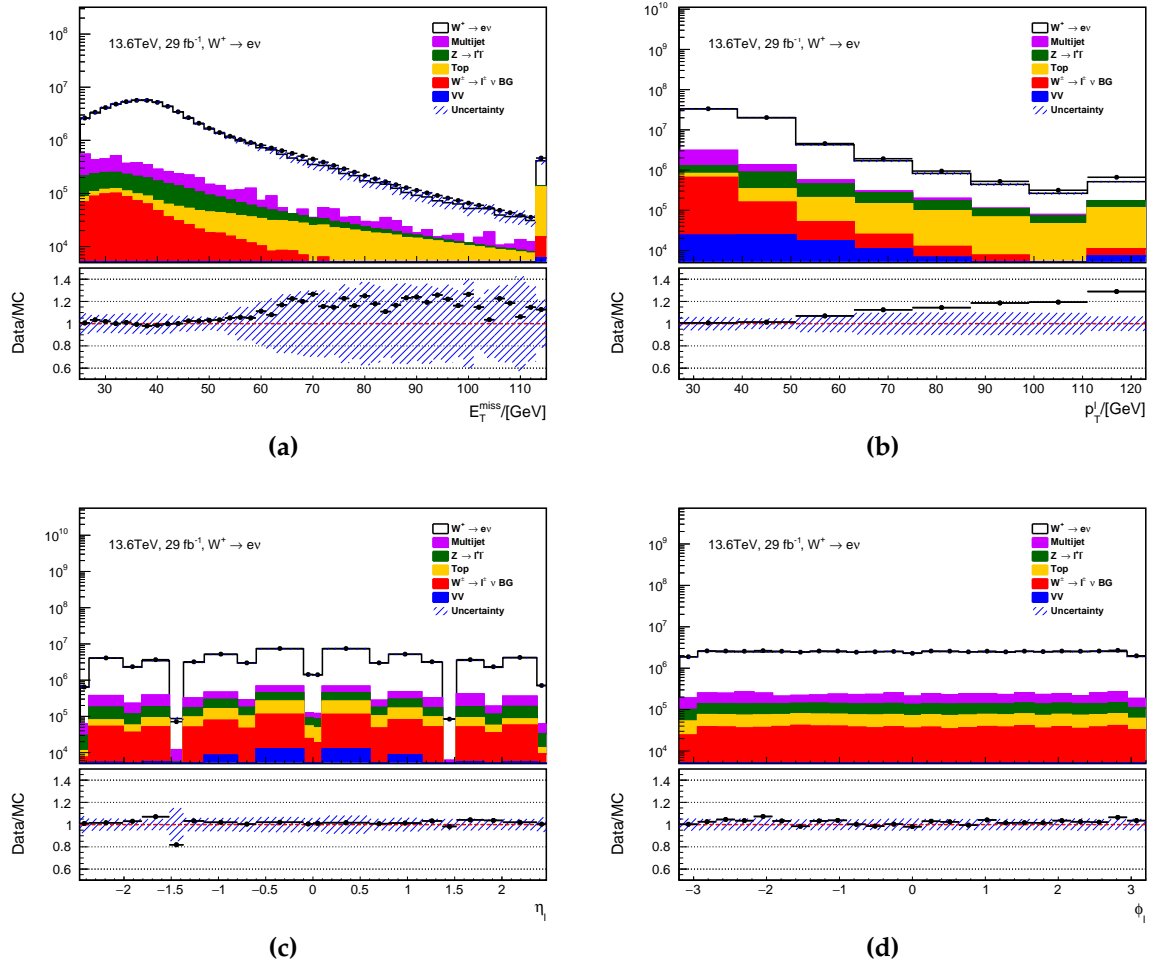 10⁸
10⁷
10⁶
10⁵
10⁴
13.6TeV, 29 fb⁻¹, W⁺ → eν
W⁺ → eν
Multijet
Z → l⁺l⁻
Top
W± → l± ν BG
VV
Uncertainty
Data/MC
1.4
1.2
1
0.8
0.6
30 40 50 60 70 80 90 100 110
E_T^miss/[GeV]
(a)
10¹⁰
10⁹
10⁸
10⁷
10⁶
10⁵
10⁴
13.6TeV, 29 fb⁻¹, W⁺ → eν
W⁺ → eν
Multijet
Z → l⁺l⁻
Top
W± → l± ν BG
VV
Uncertainty
Data/MC
1.4
1.2
1
0.8
0.6
30 40 50 60 70 80 90 100 110 120
p_T^l/[GeV]
(b)
10¹⁰
10⁹
10⁸
10⁷
10⁶
10⁵
10⁴
13.6TeV, 29 fb⁻¹, W⁺ → eν
W⁺ → eν
Multijet
Z → l⁺l⁻
Top
W± → l± ν BG
VV
Uncertainty
Data/MC
1.4
1.2
1
0.8
0.6
−2 −1.5 −1 −0.5 0 0.5 1 1.5 2
η_l
(c)
10⁹
10⁸
10⁷
10⁶
10⁵
10⁴
13.6TeV, 29 fb⁻¹, W⁺ → eν
W⁺ → eν
Multijet
Z → l⁺l⁻
Top
W± → l± ν BG
VV
Uncertainty
Data/MC
1.4
1.2
1
0.8
0.6
−3 −2 −1 0 1 2 3
ϕ_l
(d)